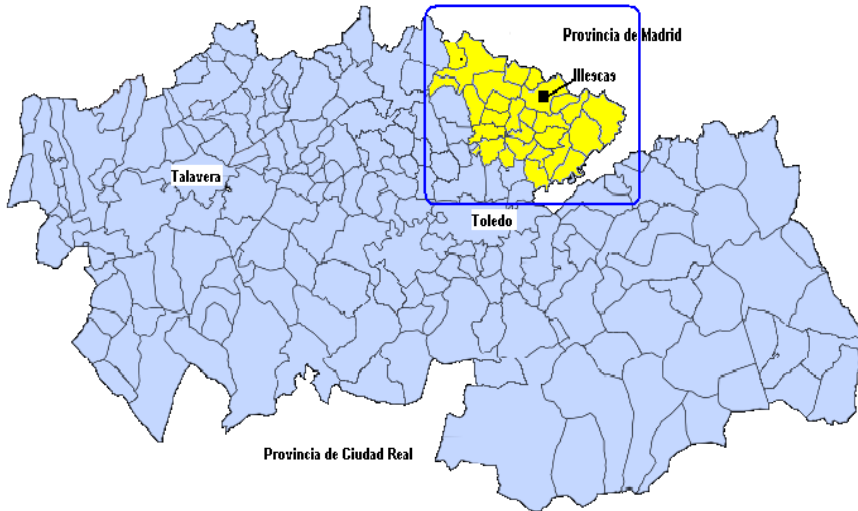 Provincia de Madrid
Illescas
Talavera
Toledo
Provincia de Ciudad Real